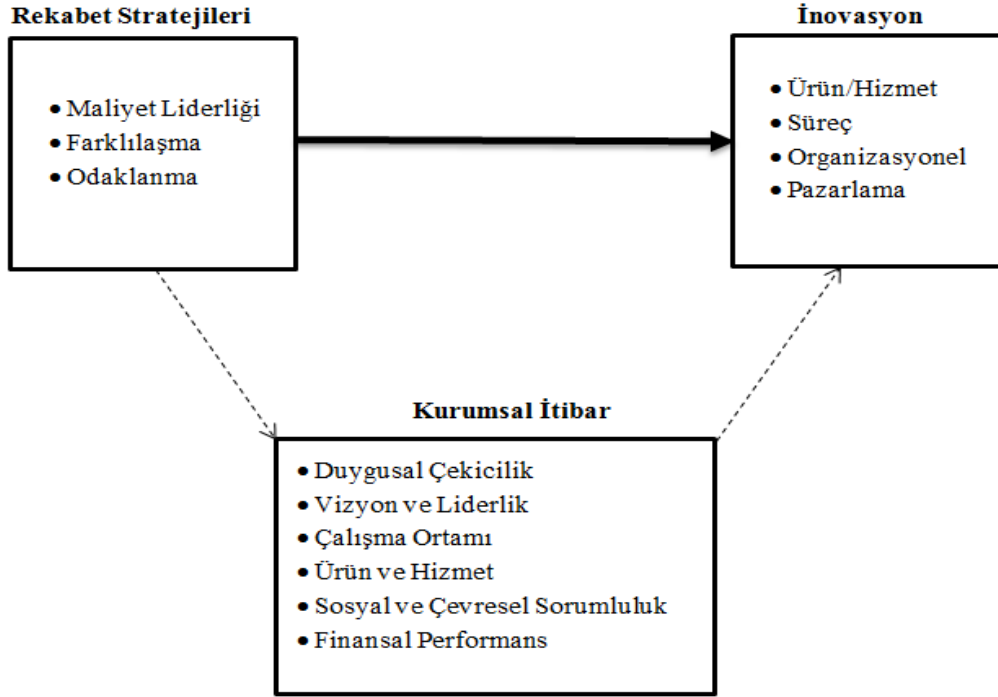 Rekabet Stratejileri
• Maliyet Liderliği
• Farklılaşma
• Odaklanma
İnovasyon
• Ürün/Hizmet
• Süreç
• Organizasyonel
• Pazarlama
Kurumsal İtibar
• Duygusal Çekicilik
• Vizyon ve Liderlik
• Çalışma Ortamı
• Ürün ve Hizmet
• Sosyal ve Çevresel Sorumluluk
• Finansal Performans